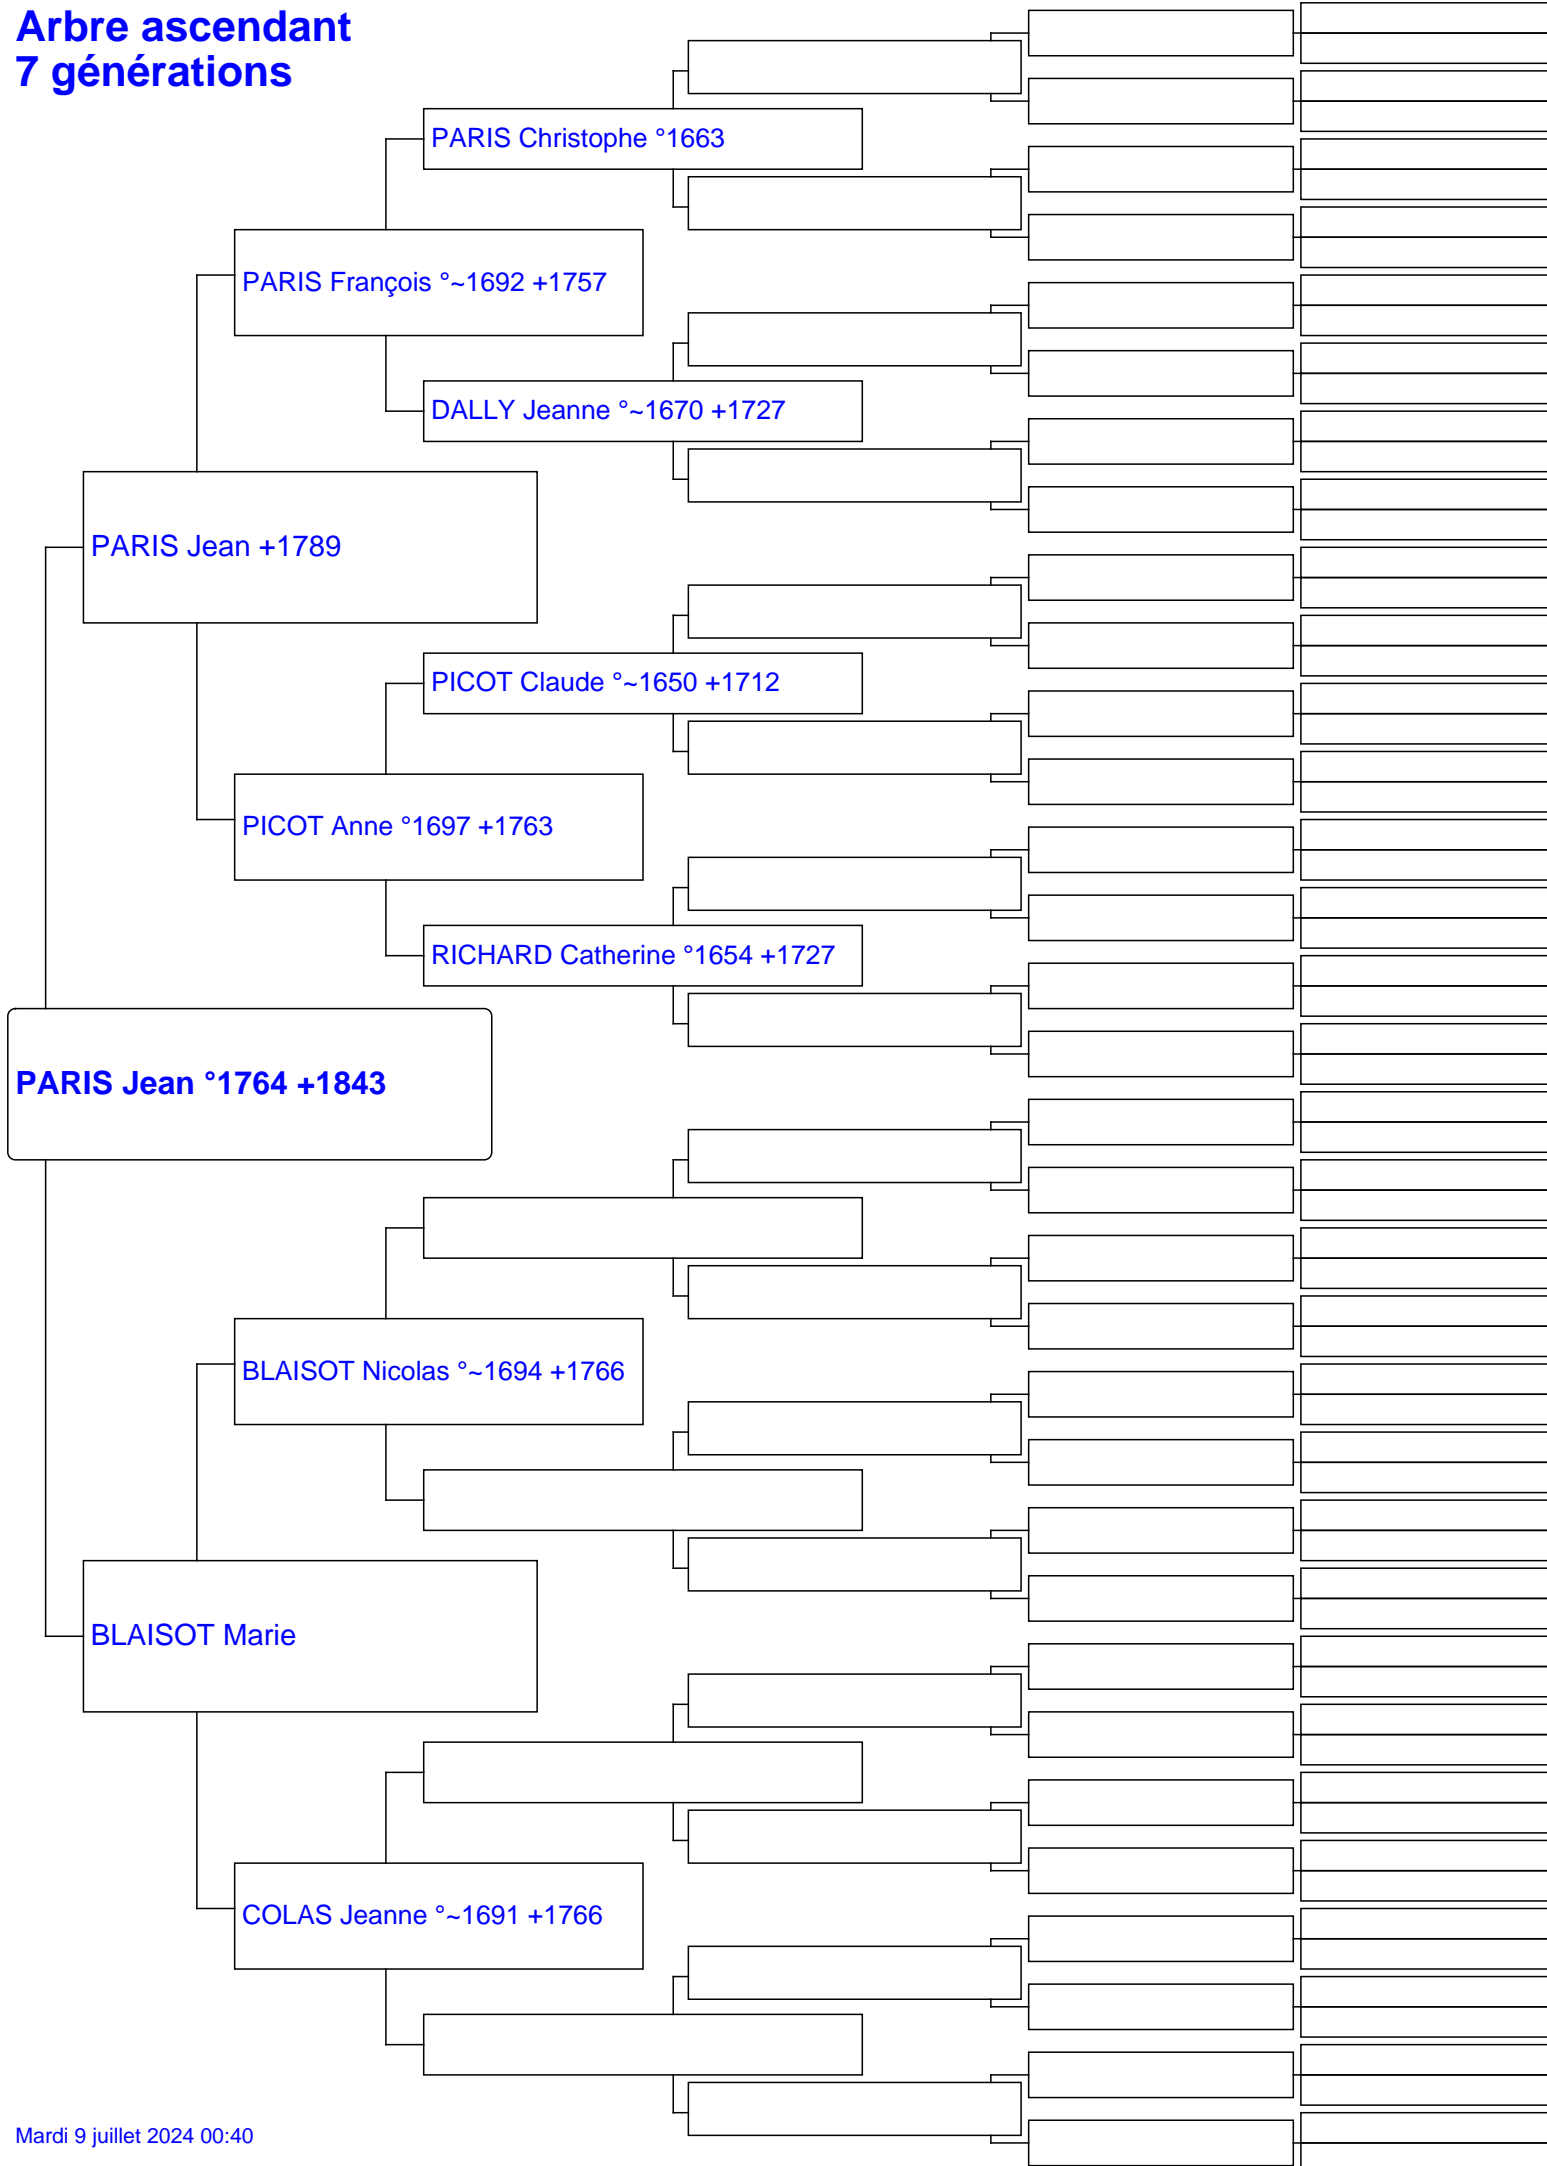 Arbre ascendant
7 générations
PARIS Christophe °1663
PARIS François °~1692 +1757
DALLY Jeanne °~1670 +1727
PARIS Jean +1789
PICOT Claude °~1650 +1712
PICOT Anne °1697 +1763
RICHARD Catherine °1654 +1727
PARIS Jean °1764 +1843
BLAISOT Nicolas °~1694 +1766
BLAISOT Marie
COLAS Jeanne °~1691 +1766
Mardi 9 juillet 2024 00:40